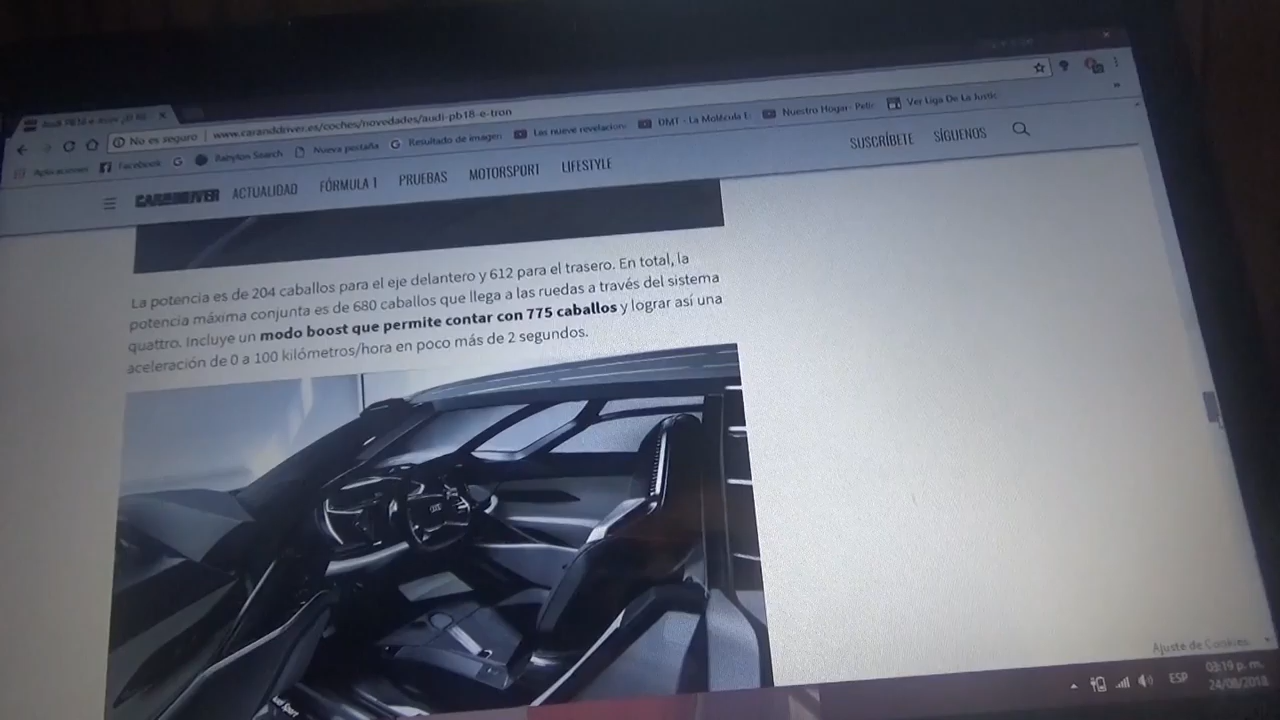 Audi PB18 e-tron
No es seguro | www.caranddriver.es/coches/novedades/audi-pb18-e-tron
Aplicaciones Facebook Babylon Search Nueva pestaña Resultado de imagen Las nueve revelacion DMT - La Molécula Nuestro Hogar- Ver Liga De La Justic
CAR AND DRIVER ACTUALIDAD FÓRMULA 1 PRUEBAS MOTORSPORT LIFESTYLE SUSCRÍBETE SÍGUENOS
La potencia es de 204 caballos para el eje delantero y 612 para el trasero. En total, la
potencia máxima conjunta es de 680 caballos que llega a las ruedas a través del sistema
quattro. Incluye un modo boost que permite contar con 775 caballos y lograr así una
aceleración de 0 a 100 kilómetros/hora en poco más de 2 segundos.
Audi Sport
Ajuste de Cookies
ESP
03:19 p. m.
24/08/2018